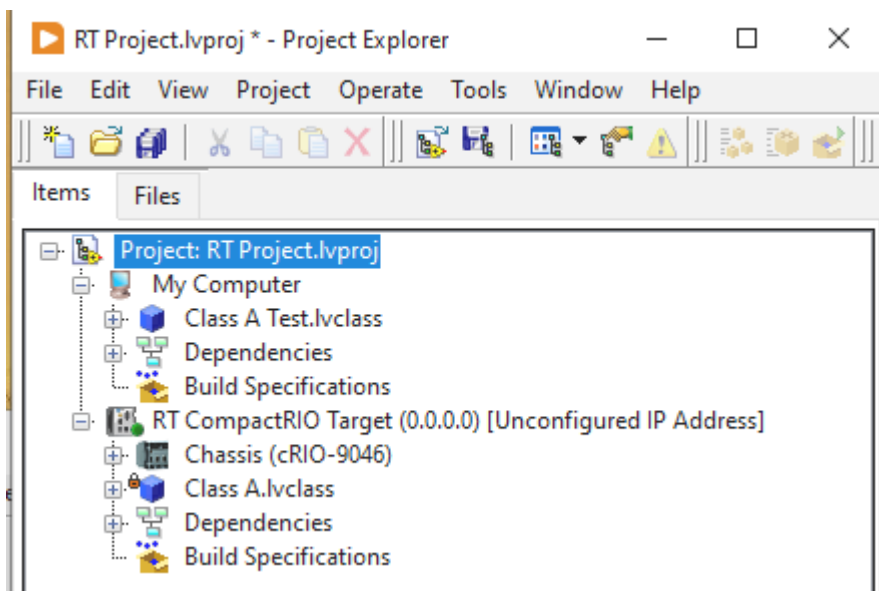 RT Project.lvproj * - Project Explorer
File Edit View Project Operate Tools Window Help
Items Files
Project: RT Project.lvproj
My Computer
Class A Test.lvclass
Dependencies
Build Specifications
RT CompactRIO Target (0.0.0.0) [Unconfigured IP Address]
Chassis (cRIO-9046)
Class A.lvclass
Dependencies
Build Specifications